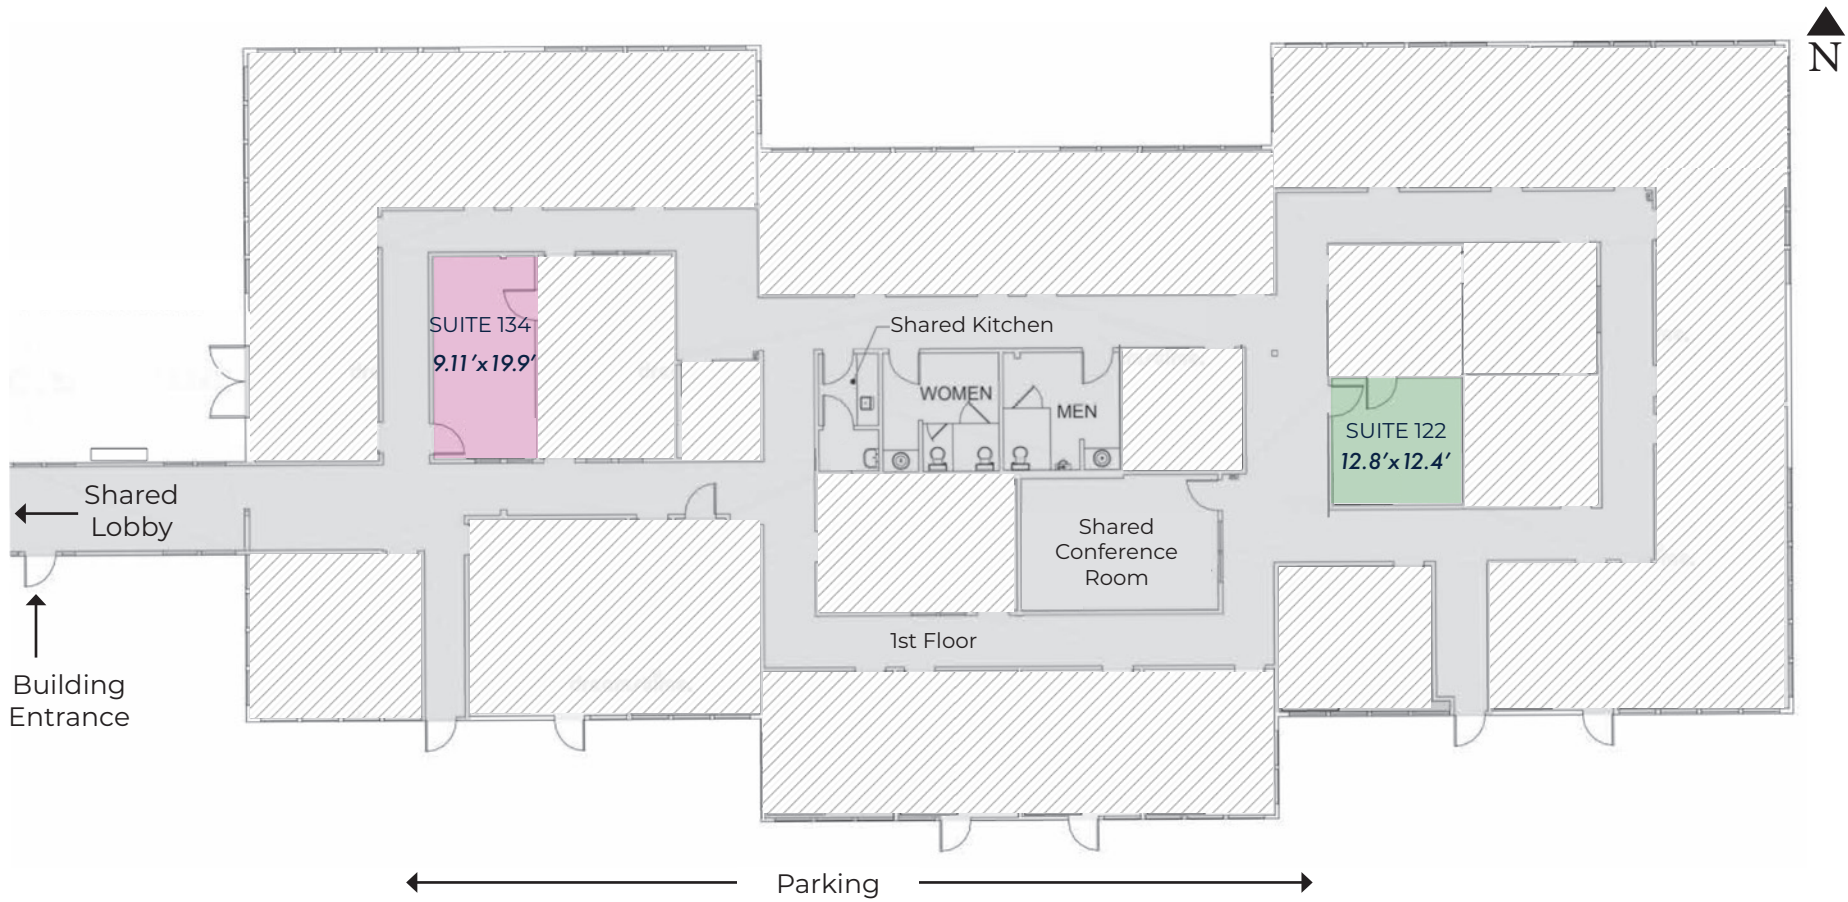 N
SUITE 134
9.11'x19.9'
Shared Kitchen
WOMEN
MEN
SUITE 122
12.8'x12.4'
Shared
Lobby
Shared
Conference
Room
1st Floor
Building
Entrance
Parking